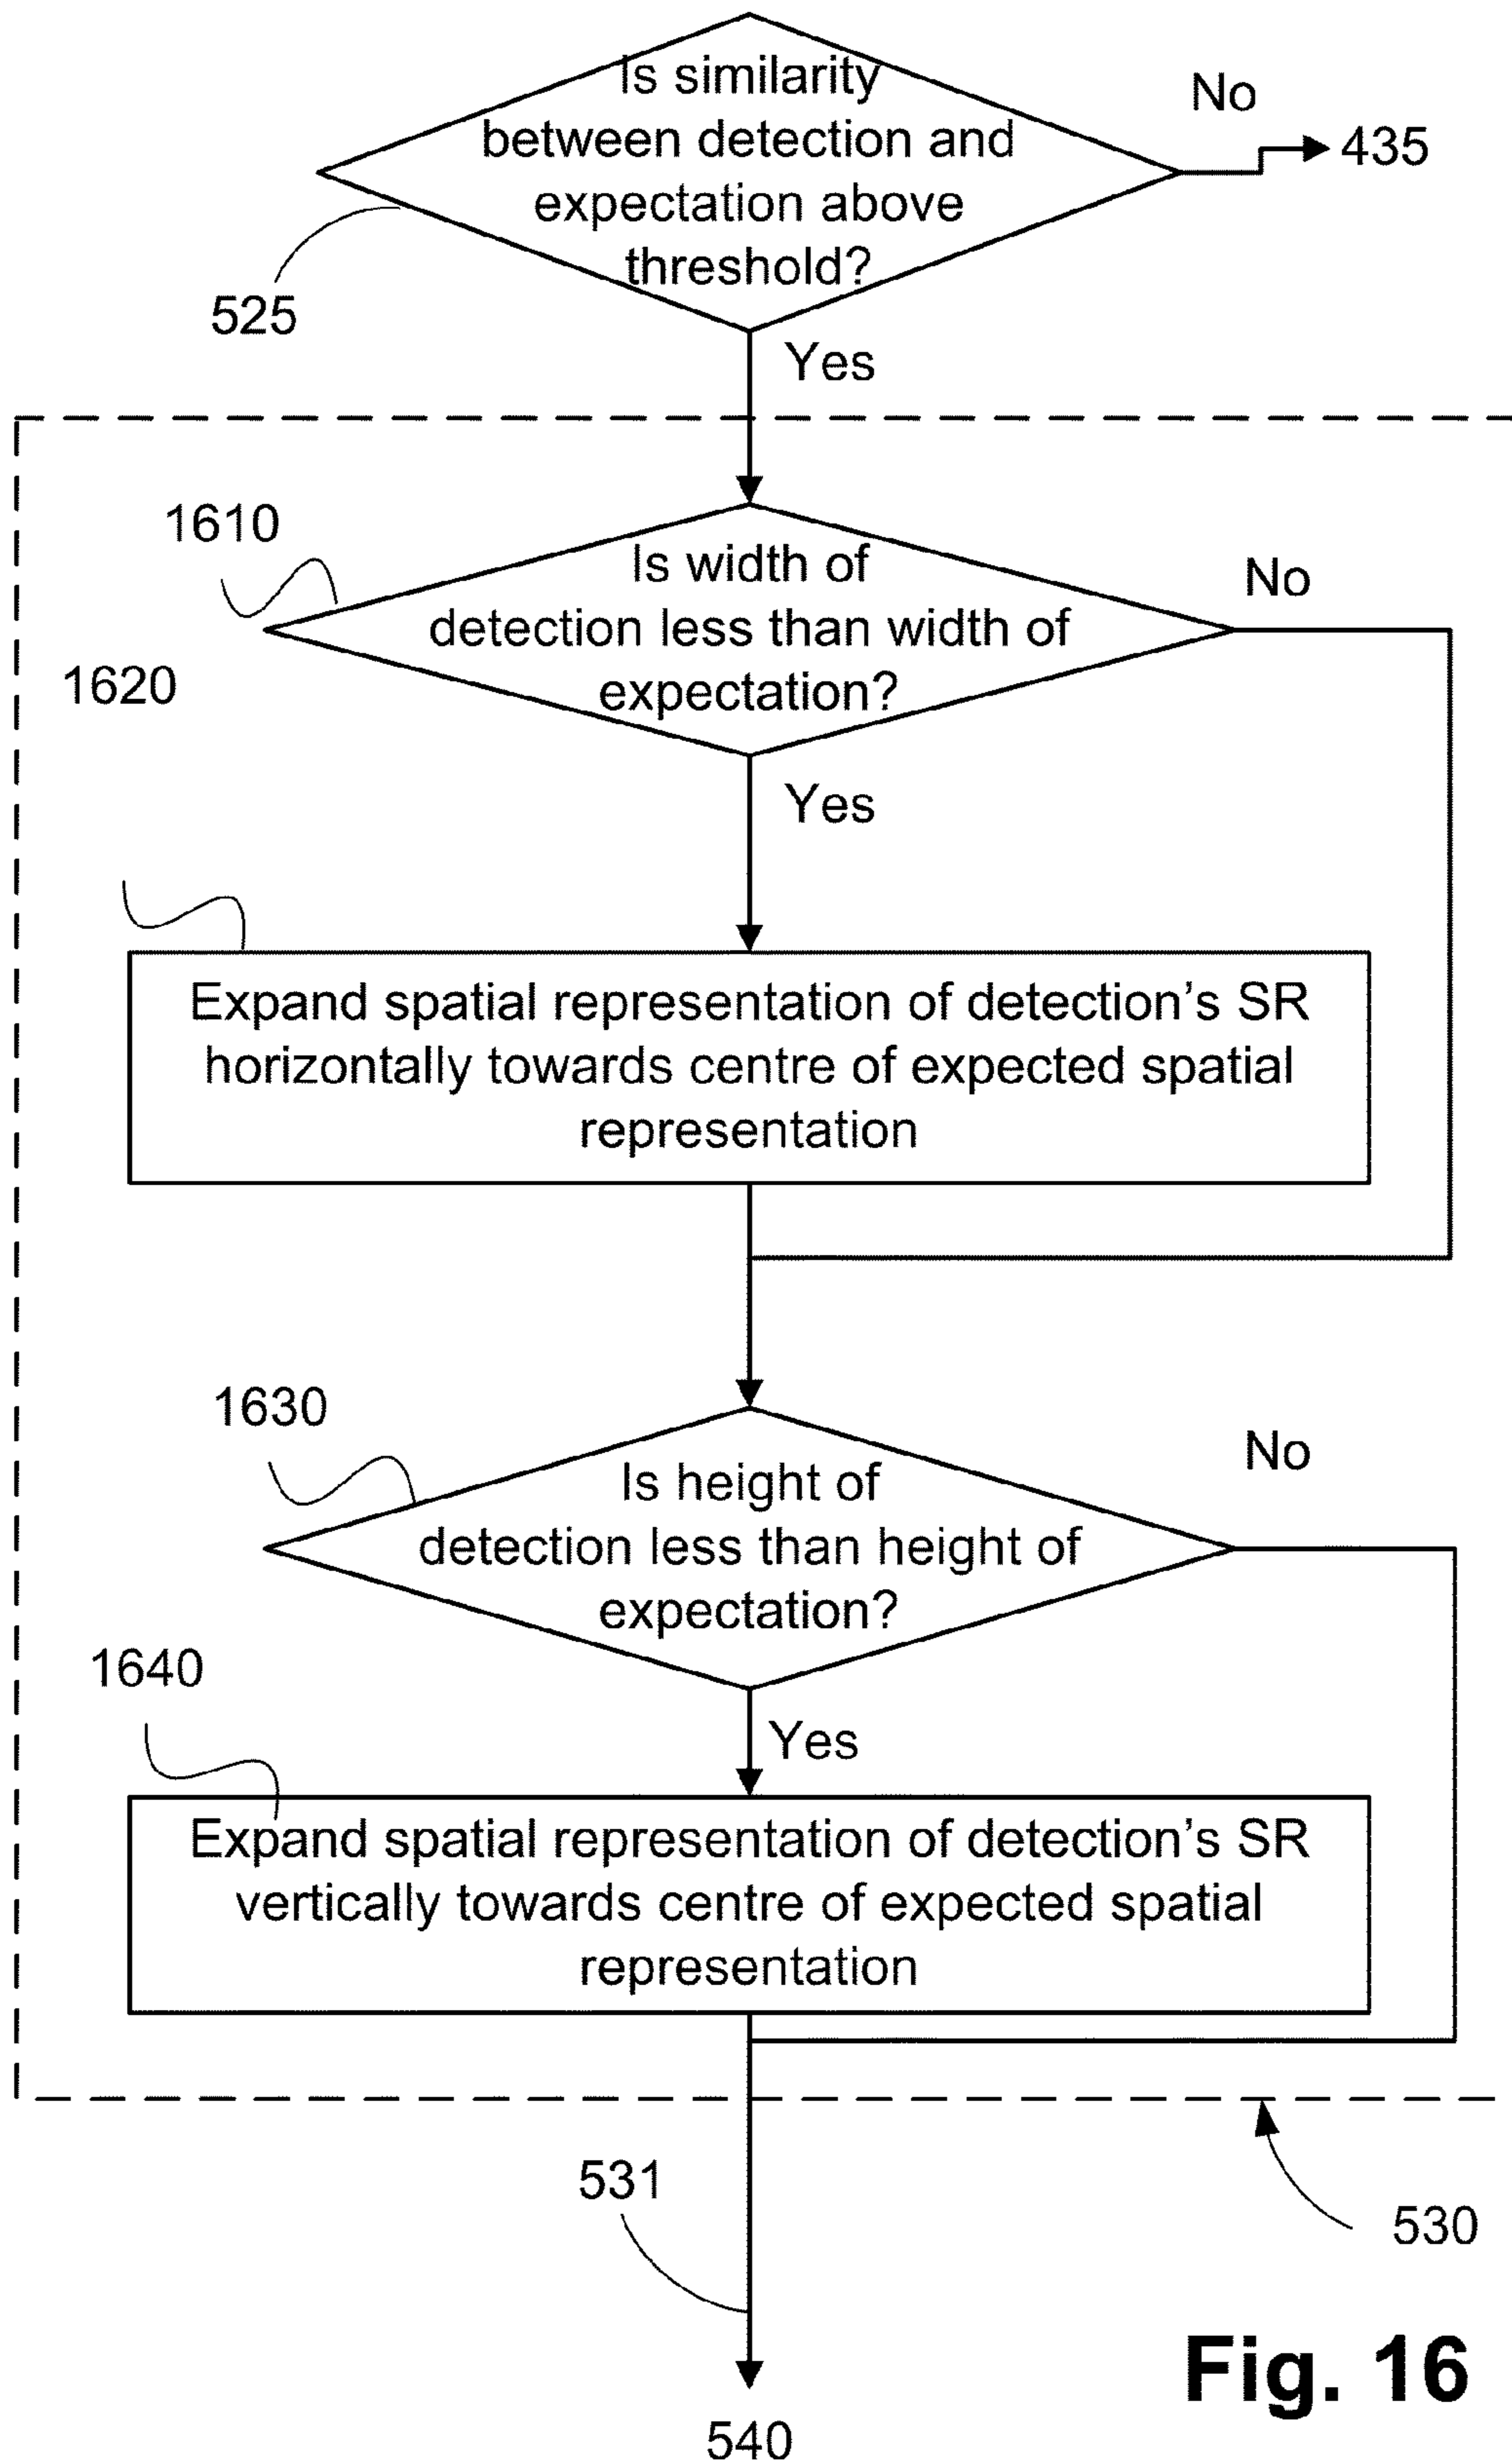 Is similarity
between detection and
expectation above
threshold?
No
435
525
Yes
1610
Is width of
detection less than width of
expectation?
No
1620
Yes
Expand spatial representation of detection’s SR
horizontally towards centre of expected spatial
representation
1630
Is height of
detection less than height of
expectation?
No
1640
Yes
Expand spatial representation of detection’s SR
vertically towards centre of expected spatial
representation
531
530
Fig. 16
540